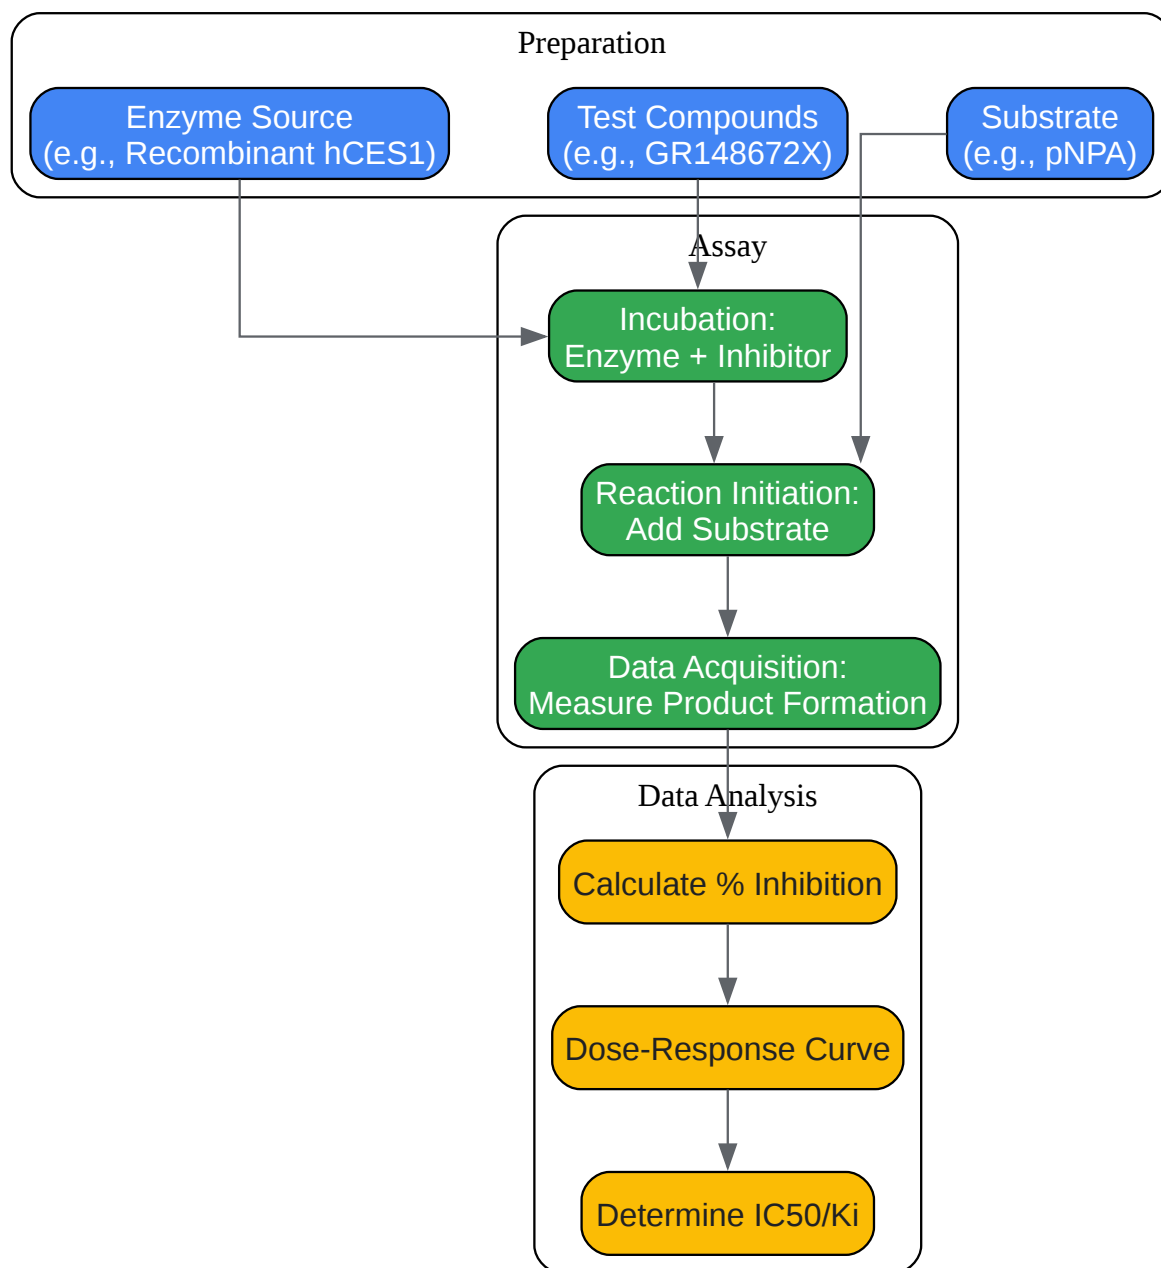 Preparation
Enzyme Source
(e.g., Recombinant hCES1)
Test Compounds
(e.g., GR148672X)
Substrate
(e.g., pNPA)
Assay
Incubation:
Enzyme + Inhibitor
Reaction Initiation:
Add Substrate
Data Acquisition:
Measure Product Formation
Data Analysis
Calculate % Inhibition
Dose-Response Curve
Determine IC50/Ki